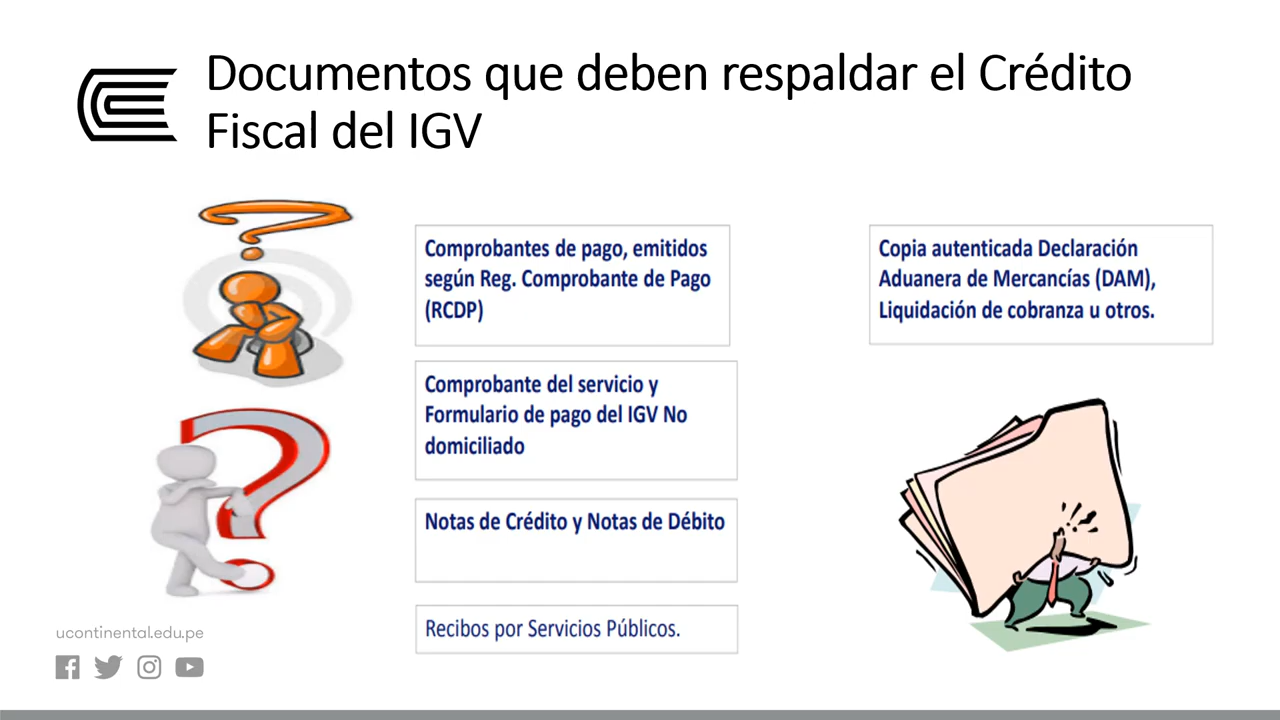 Documentos que deben respaldar el Crédito
Fiscal del IGV
Comprobantes de pago, emitidos
según Reg. Comprobante de Pago
(RCDP)
Copia autenticada Declaración
Aduanera de Mercancías (DAM),
Liquidación de cobranza u otros.
Comprobante del servicio y
Formulario de pago del IGV No
domiciliado
Notas de Crédito y Notas de Débito
Recibos por Servicios Públicos.
ucontinental.edu.pe